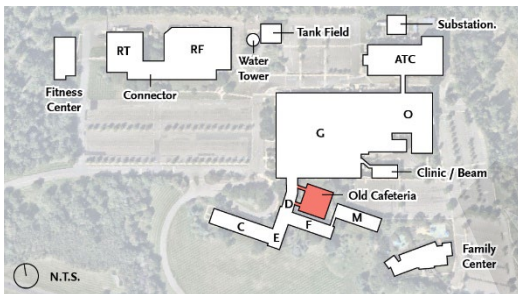 Substation.
RT
RF
Tank Field
ATC
Water
Tower
Fitness
Center
Connector
O
G
Clinic / Beam
Old Cafeteria
D
C
E
F
M
Family
Center
N.T.S.